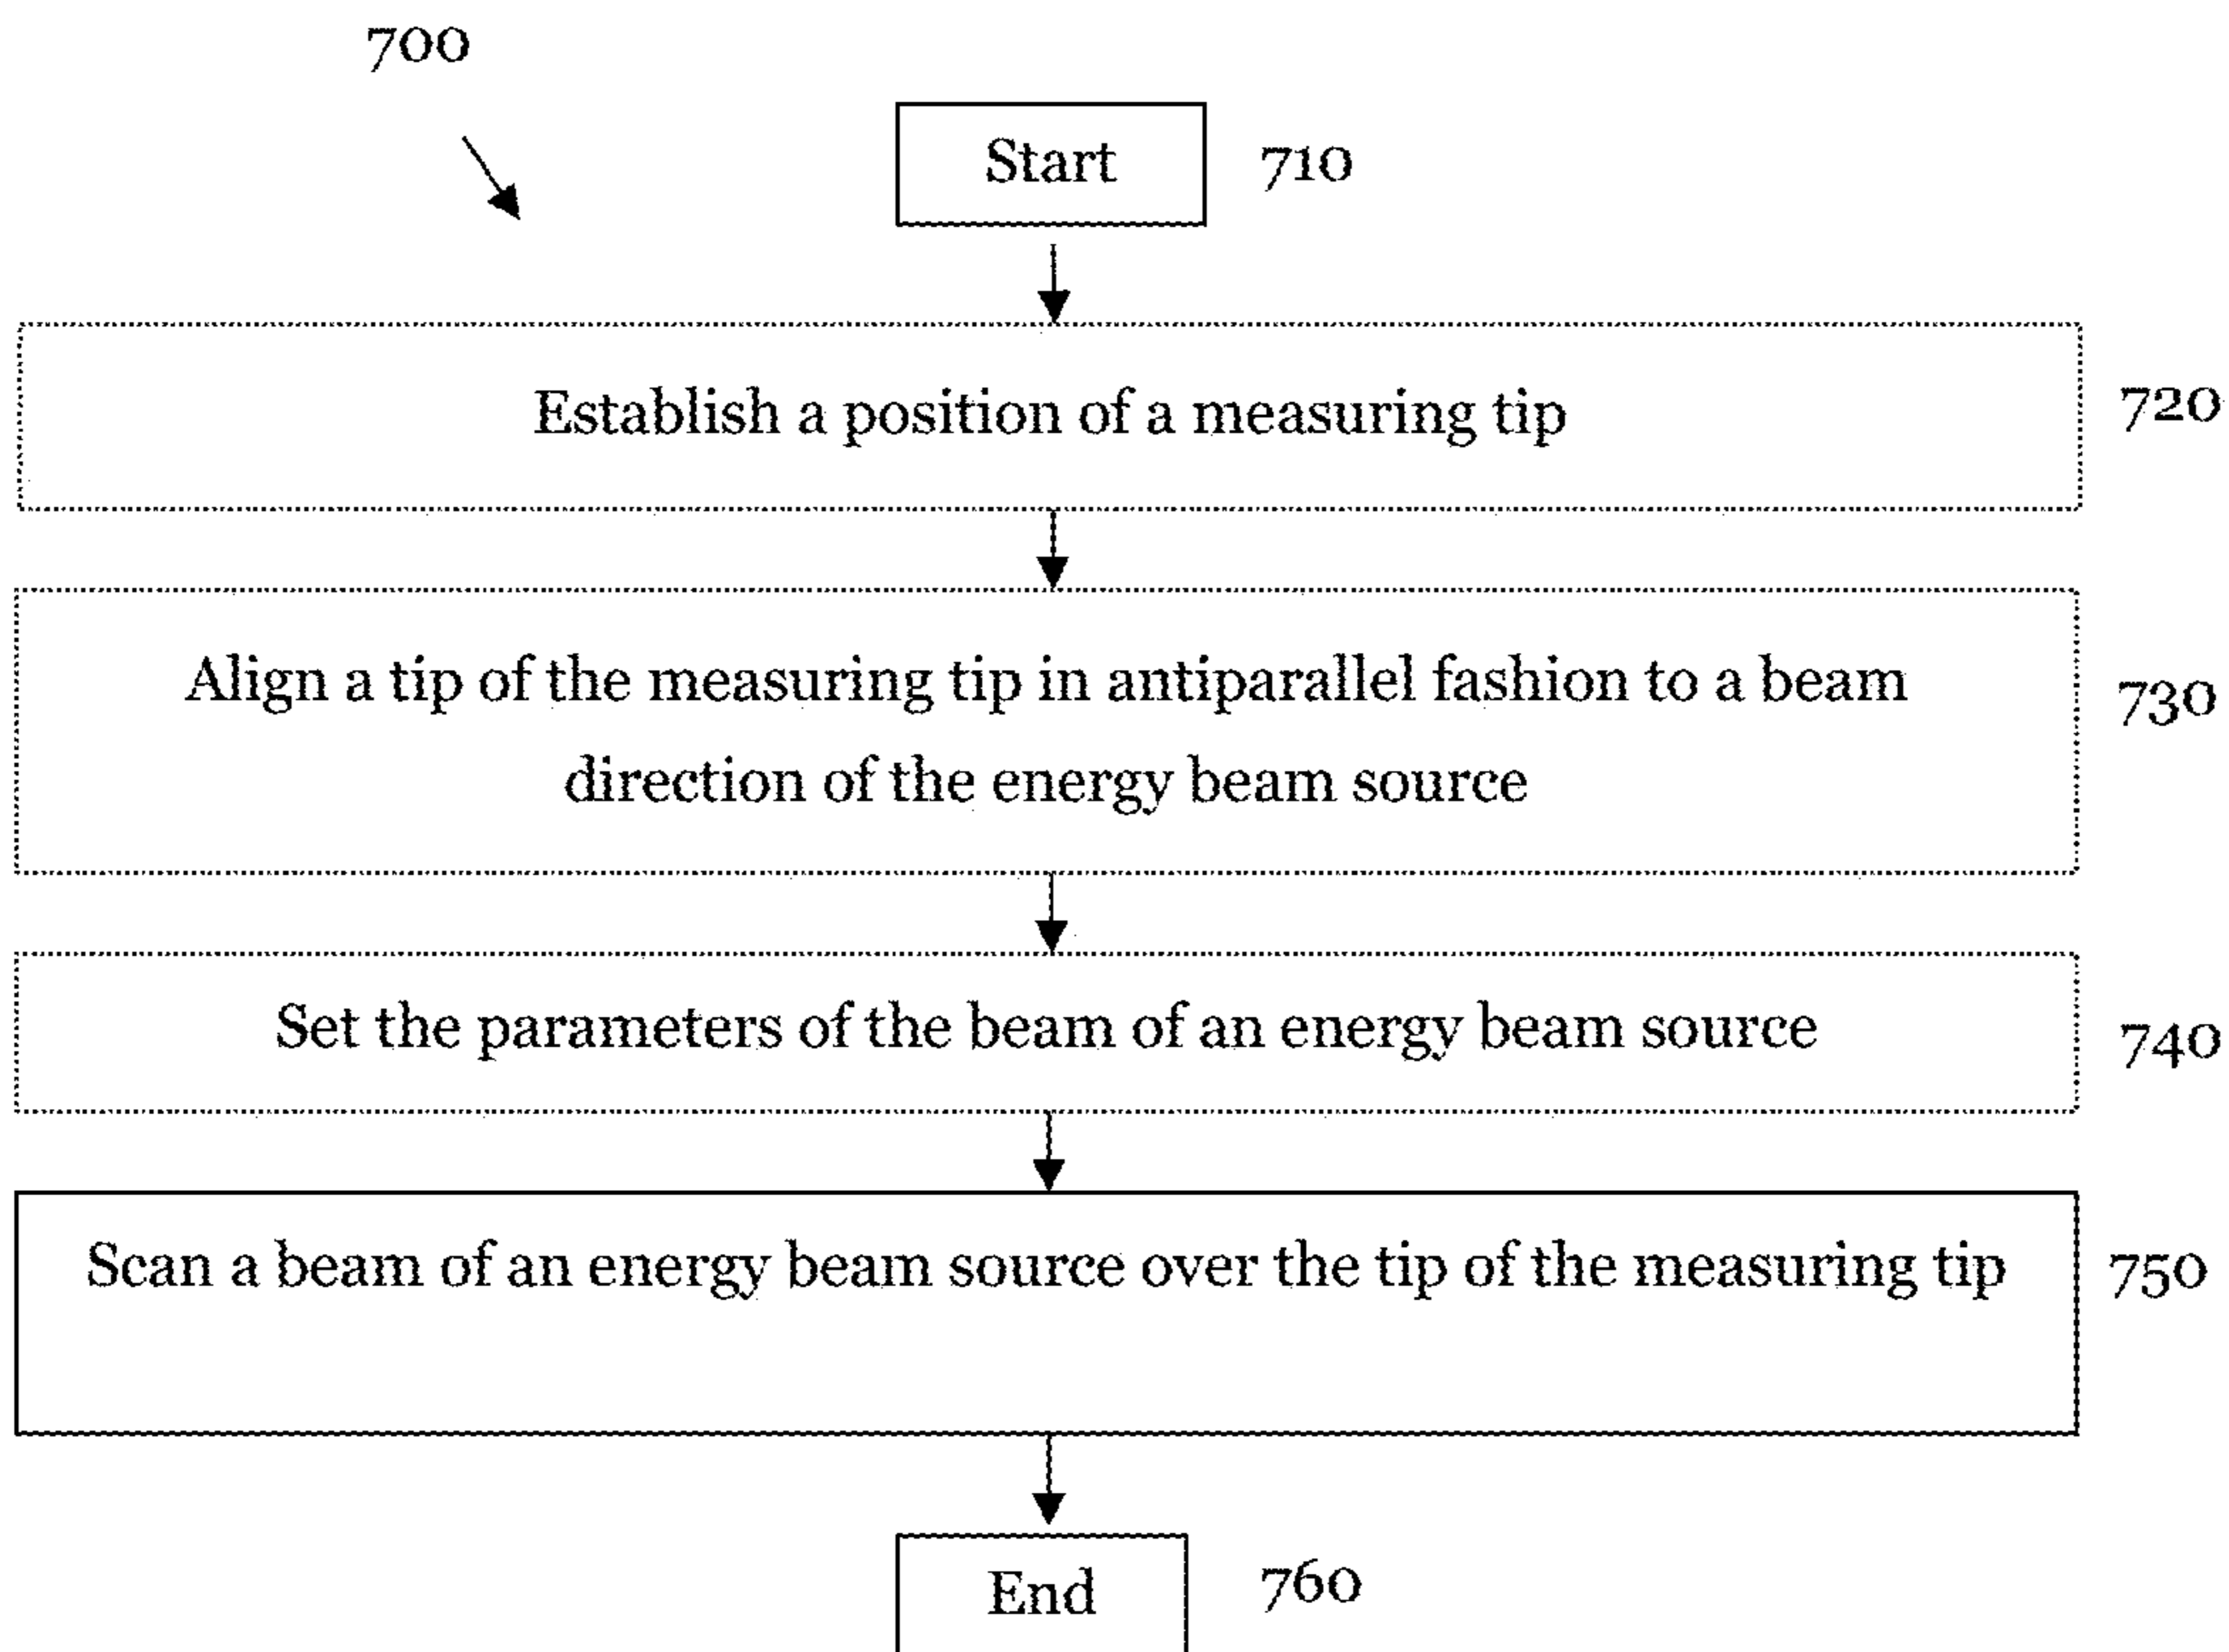 700
Start
710
Establish a position of a measuring tip
720
Align a tip of the measuring tip in antiparallel fashion to a beam
direction of the energy beam source
730
Set the parameters of the beam of an energy beam source
740
Scan a beam of an energy beam source over the tip of the measuring tip
750
End
760